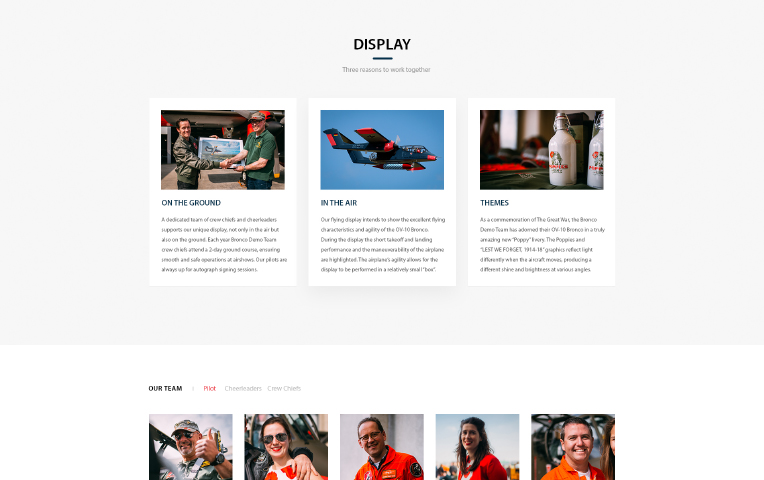 DISPLAY
Three reasons to work together
ON THE GROUND
A dedicated team of crew chiefs and cheerleaders
supports our unique display, not only in the air but
also on the ground. Each year Bronco Demo Team
crew chiefs attend a 2-day ground course, ensuring
smooth and safe operations at airshows. Our pilots are
always up for autograph signing sessions.
IN THE AIR
Our flying display intends to show the excellent flying
characteristics and agility of the OV-10 Bronco.
During the display the short takeoff and landing
performance and the maneuverability of the airplane
are highlighted. The airplane's agility allows for the
display to be performed in a relatively small "box".
THEMES
As a commemoration of The Great War, the Bronco
Demo Team has adorned their OV-10 Bronco in a truly
amazing new "Poppy" livery. The Poppies and
"LEST WE FORGET, 1914-18" graphics reflect light
differently when the aircraft moves, producing a
different shine and brightness at various angles.
OUR TEAM Pilot Cheerleaders Crew Chiefs